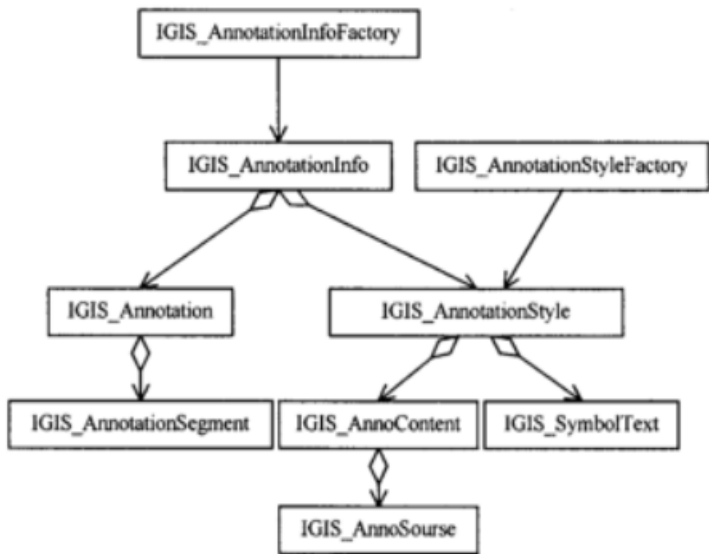 IGIS_AnnotationInfoFactory
IGIS_AnnotationInfo
IGIS_AnnotationStyleFactory
IGIS_Annotation
IGIS_AnnotationStyle
IGIS_AnnotationSegment
IGIS_AnnoContent
IGIS_SymbolText
IGIS_AnnoSourse